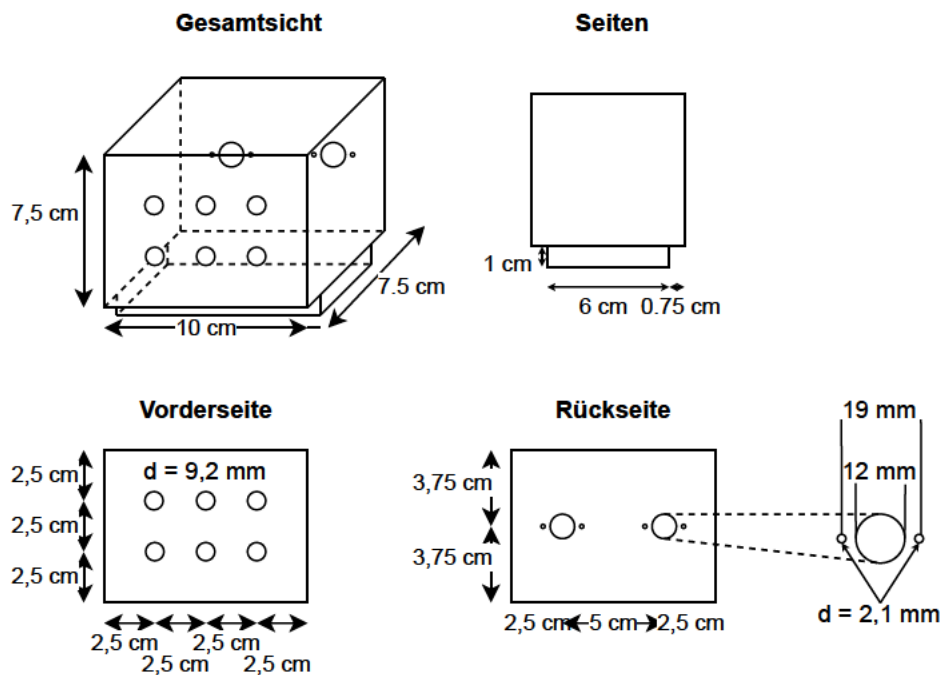 Gesamtsicht
Seiten
7,5 cm
7.5 cm
10 cm
1 cm
6 cm
0.75 cm
Vorderseite
Rückseite
19 mm
12 mm
d = 9,2 mm
2,5 cm
2,5 cm
2,5 cm
2,5 cm
2,5 cm
2,5 cm
2,5 cm
3,75 cm
3,75 cm
2,5 cm
5 cm
2,5 cm
d = 2,1 mm